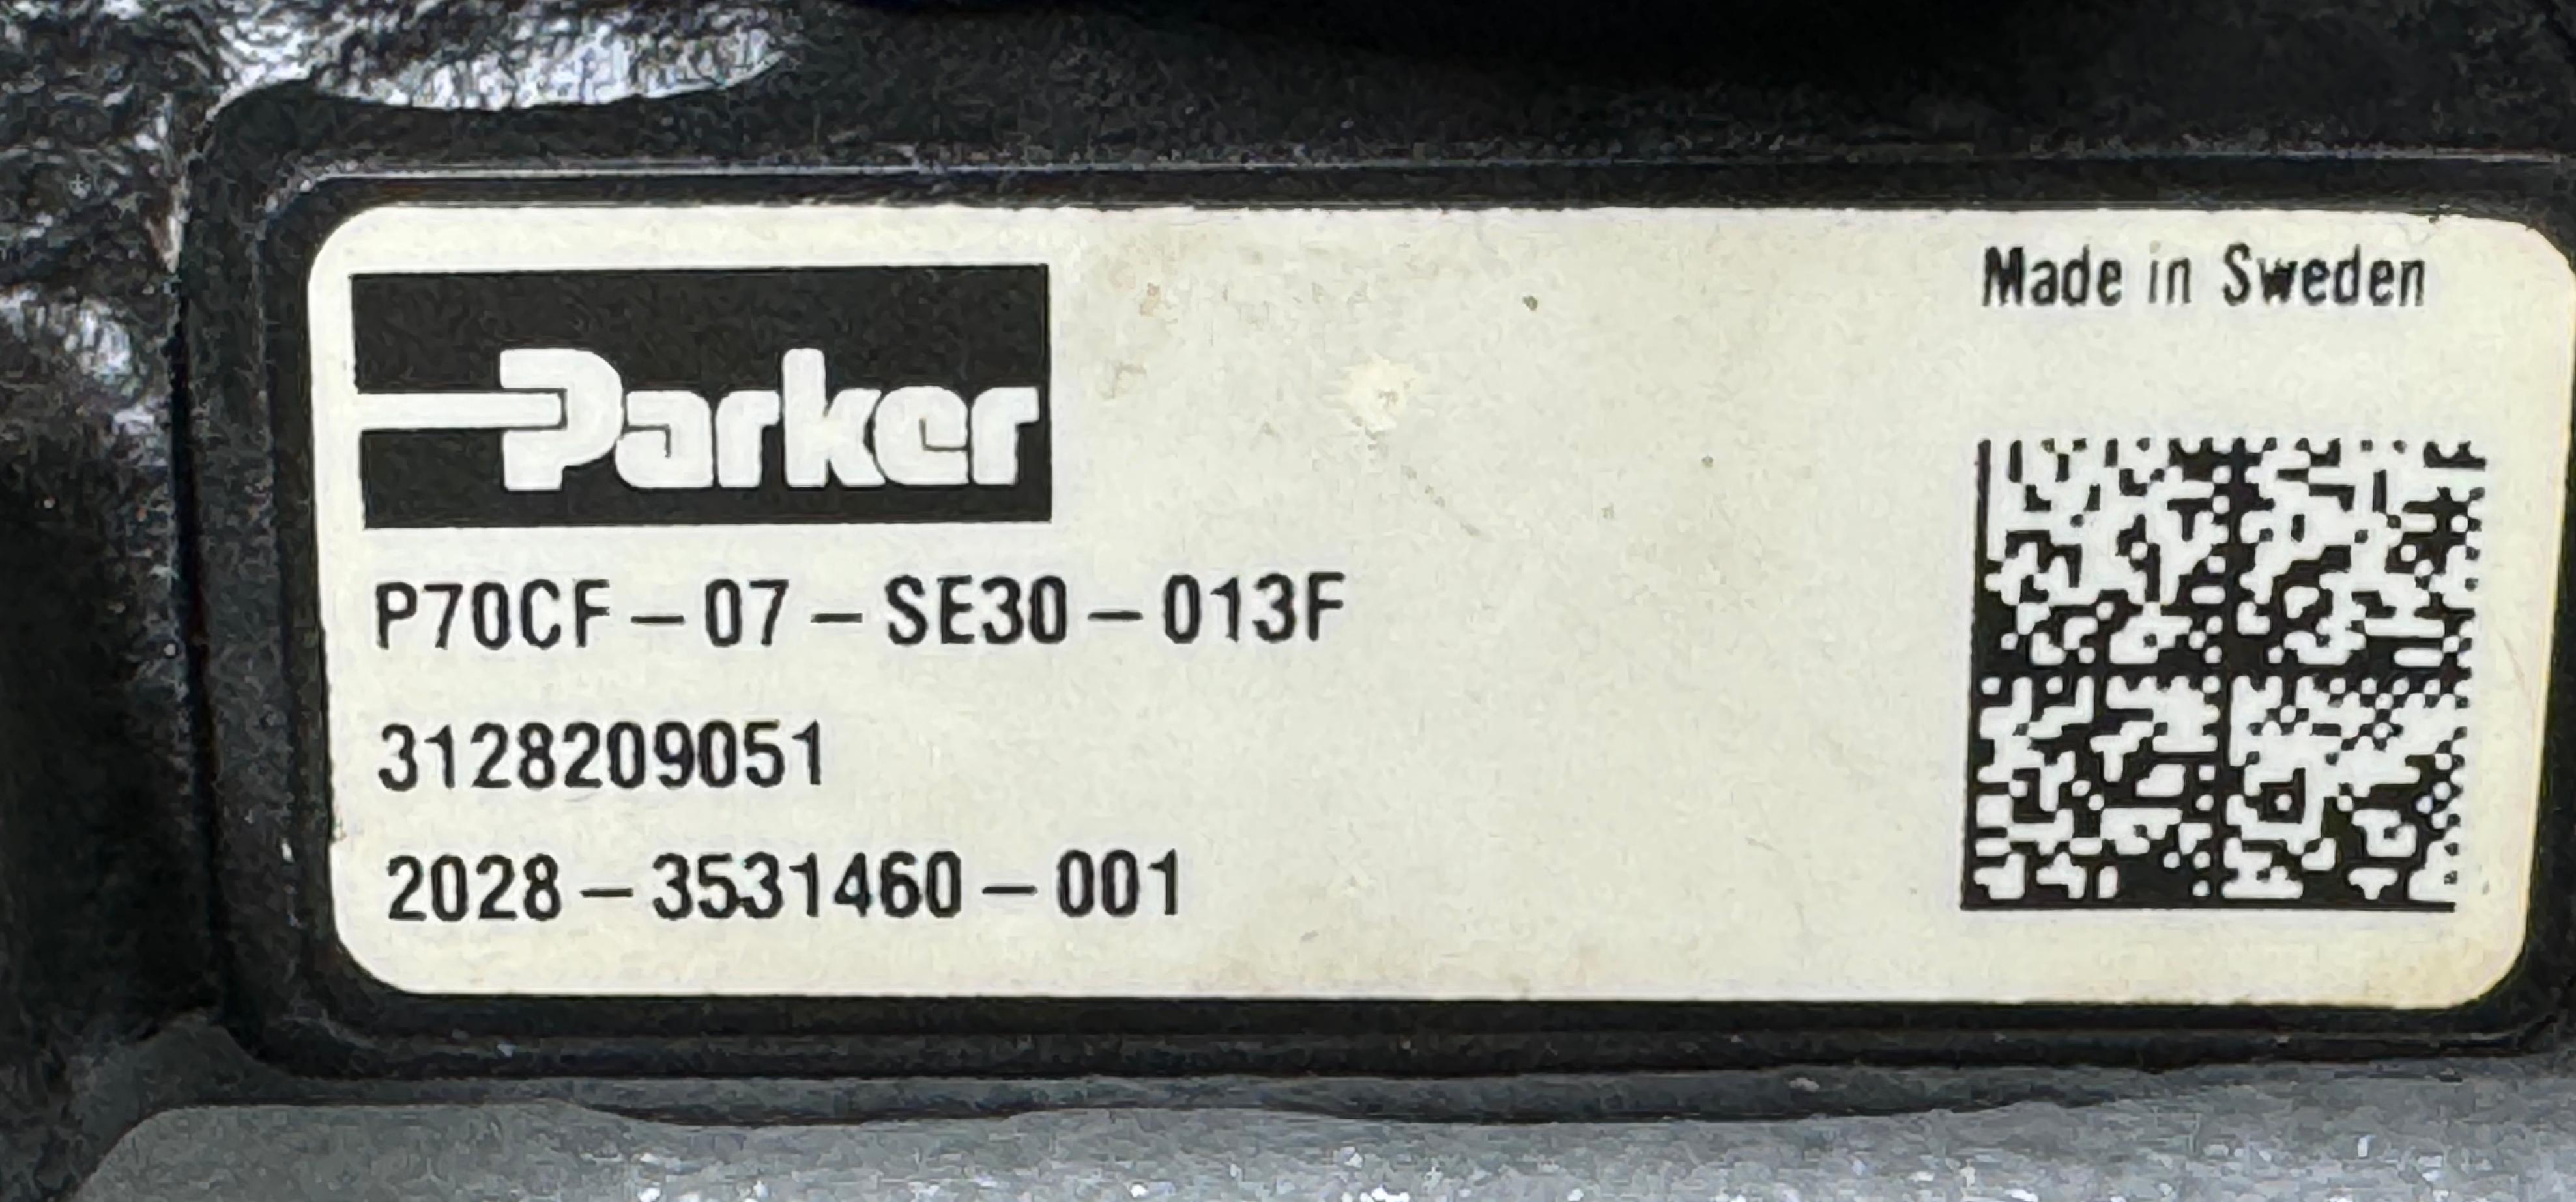 Parker
Made in Sweden
P70CF-07-SE30-013F
3128209051
2028-3531460-001